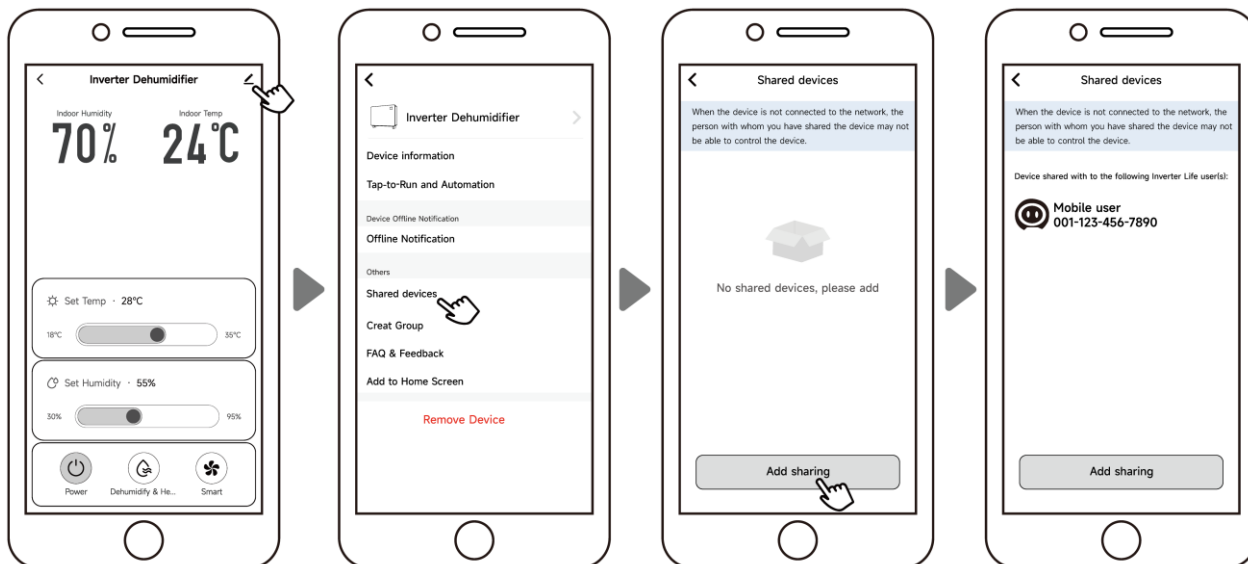 Inverter Dehumidifier
Indoor Humidity
70%
Indoor Temp
24℃
Set Temp · 28℃
18℃
35℃
Set Humidity · 55%
30%
95%
Power
Dehumidify & He...
Smart
Inverter Dehumidifier
Device information
Tap-to-Run and Automation
Device Offline Notification
Offline Notification
Others
Shared devices
Creat Group
FAQ & Feedback
Add to Home Screen
Remove Device
Shared devices
When the device is not connected to the network, the
person with whom you have shared the device may not
be able to control the device.
No shared devices, please add
Add sharing
Shared devices
When the device is not connected to the network, the
person with whom you have shared the device may not
be able to control the device.
Device shared with to the following Inverter Life user(s):
Mobile user
001-123-456-7890
Add sharing